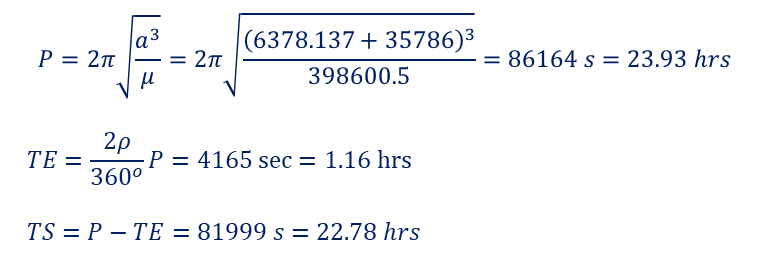 P = 2π√(a³/μ) = 2π√((6378.137 + 35786)³/398600.5) = 86164 s = 23.93 hrs
TE = 2ρ/360° P = 4165 sec = 1.16 hrs
TS = P − TE = 81999 s = 22.78 hrs